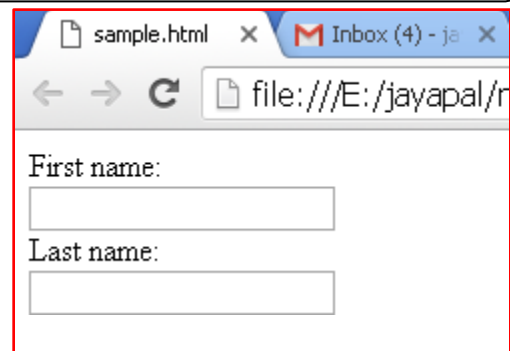 sample.html
Inbox (4) - ja
file:///E:/jayapal/
First name:
Last name: